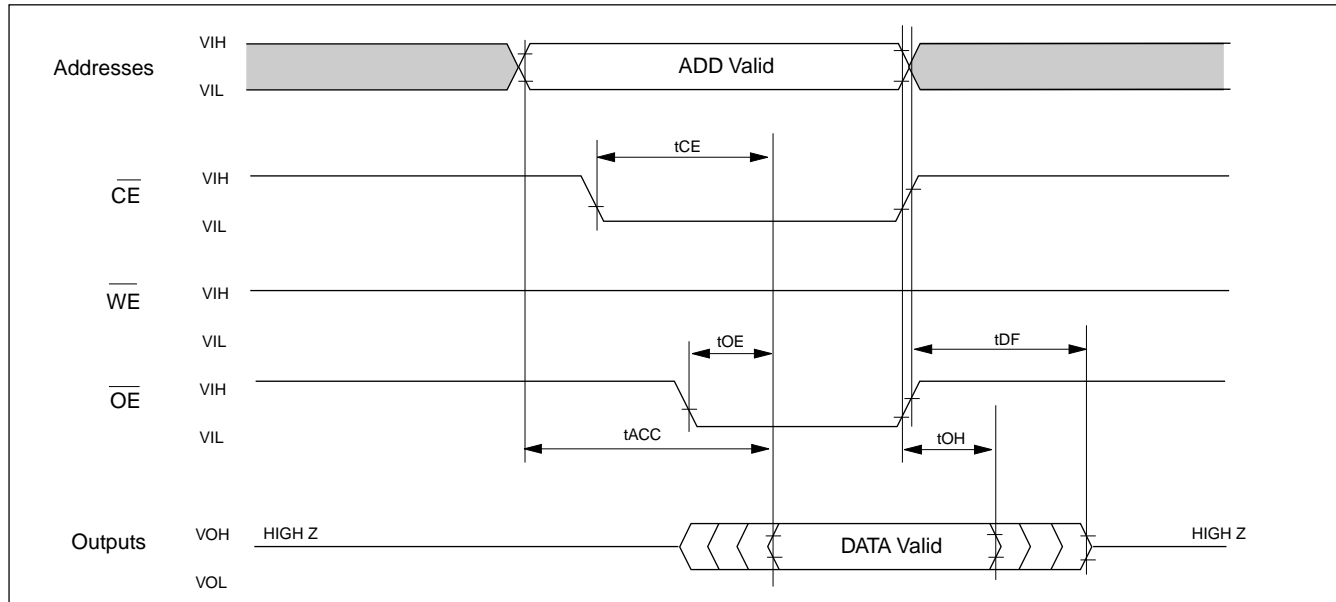 VIH
Addresses
ADD Valid
VIL
tCE
VIH
CE
VIL
WE
VIH
VIL
tOE
tDF
VIH
OE
VIL
tACC
tOH
VOH
HIGH Z
Outputs
DATA Valid
HIGH Z
VOL